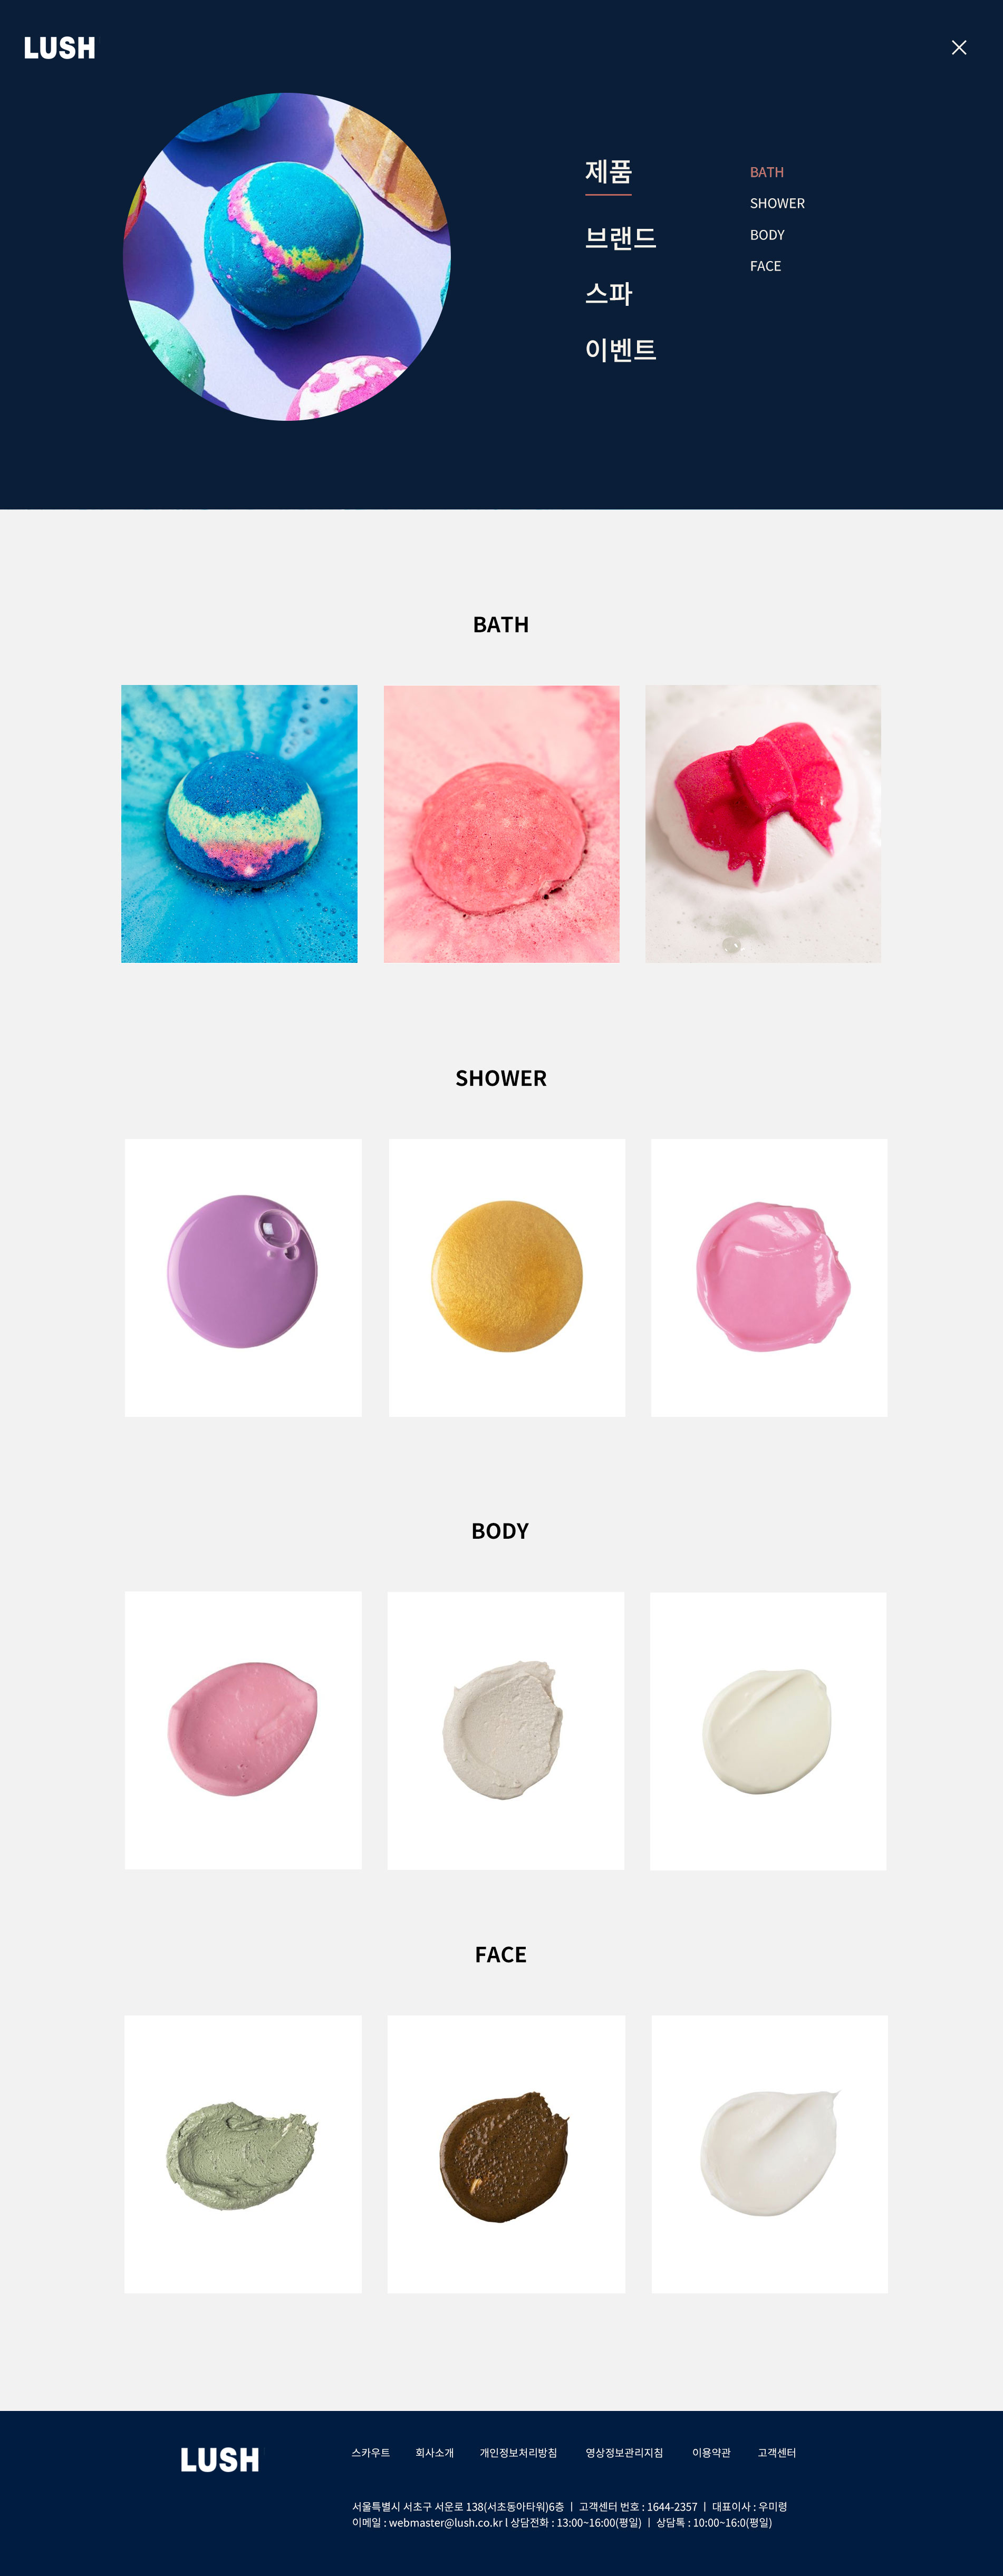 LUSH
제품
브랜드
스파
이벤트
BATH
SHOWER
BODY
FACE
BATH
SHOWER
BODY
FACE
LUSH
스카우트 회사소개 개인정보처리방침 영상정보관리지침 이용약관 고객센터
서울특별시 서초구 서운로 138(서초동아타워)6층 ㅣ 고객센터 번호 : 1644-2357 ㅣ 대표이사 : 우미령
이메일 : webmaster@lush.co.kr l 상담전화 : 13:00~16:00(평일) ㅣ 상담톡 : 10:00~16:0(평일)